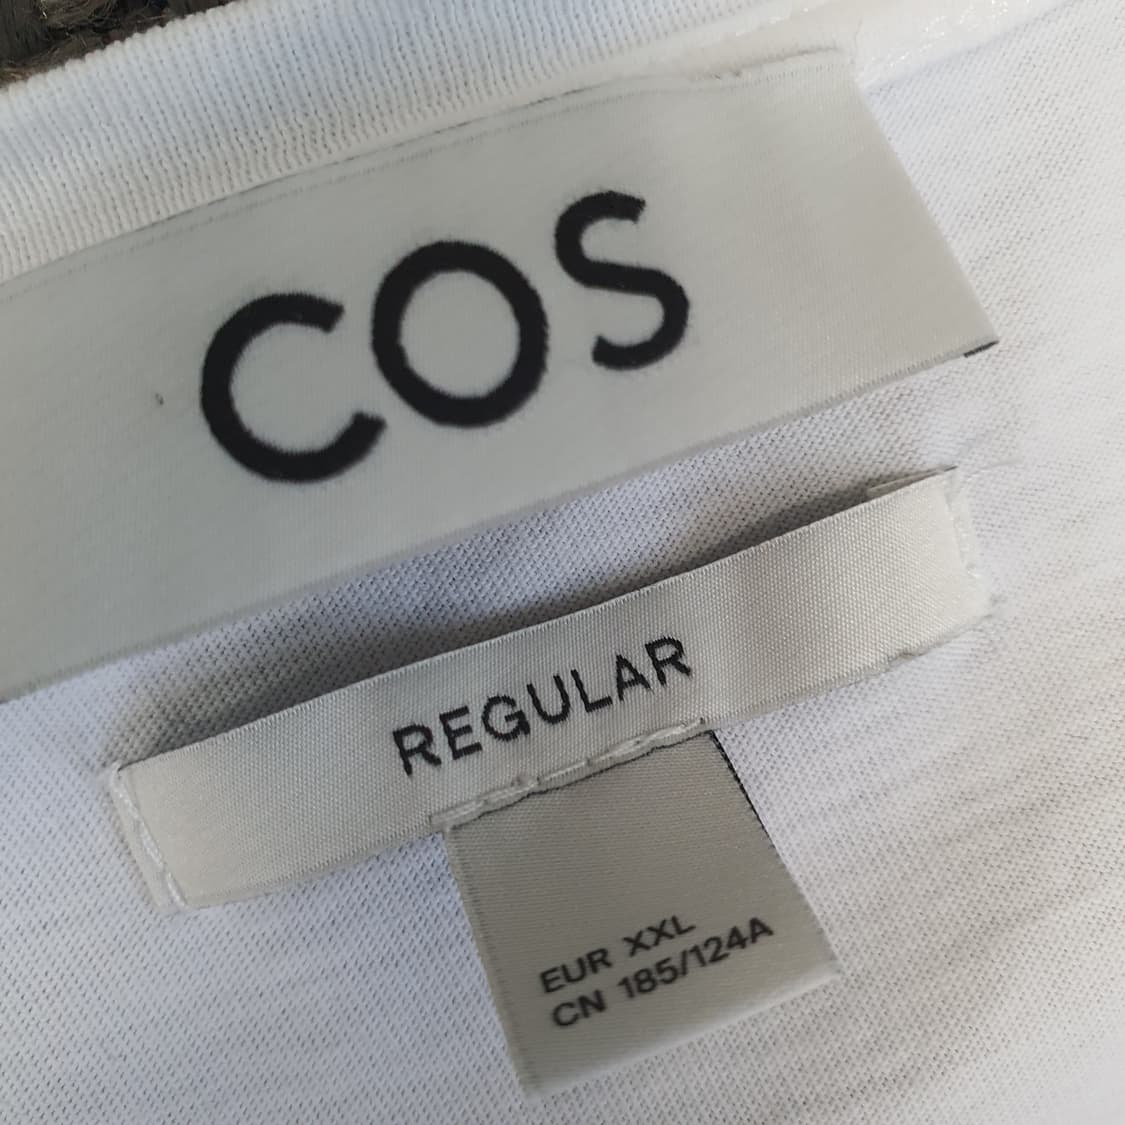 COS
REGULAR
EUR XXL
CN 185/124A